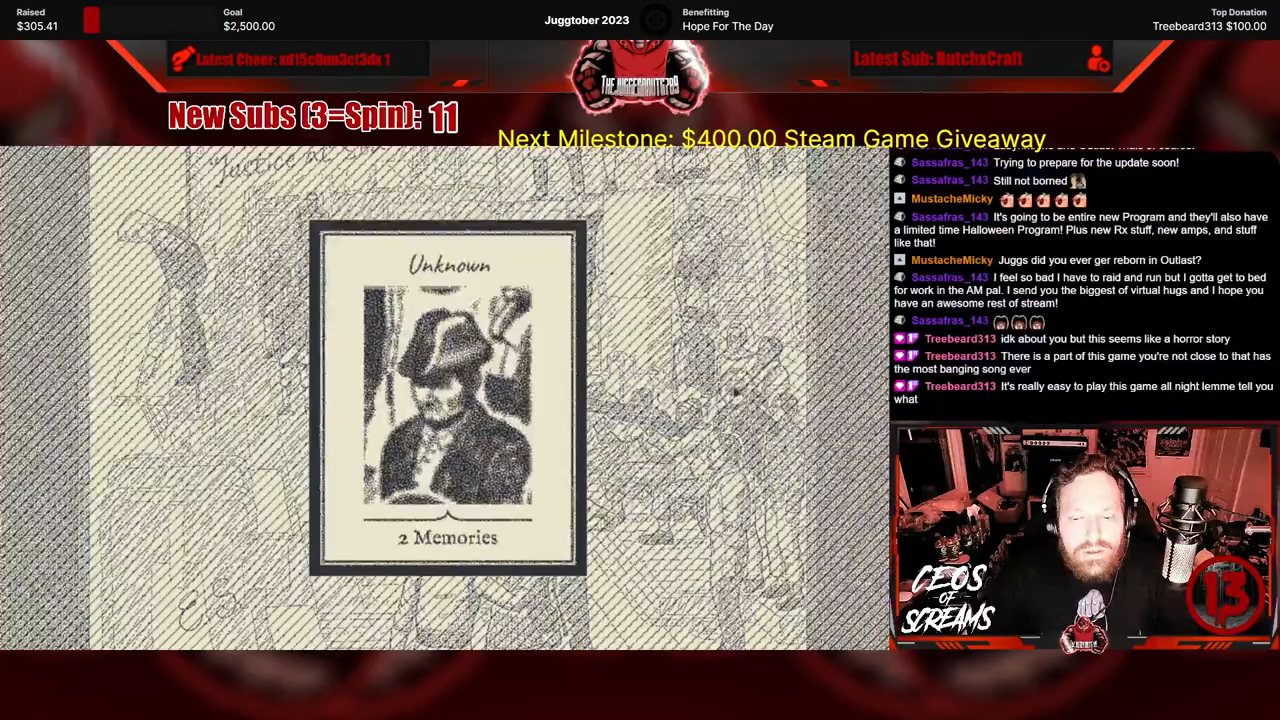 Raised
$305.41
Goal
$2,500.00
Juggtober 2023
Benefitting
Hope For The Day
Top Donation
Treebeard313 $100.00
Latest Cheer: xd15c0nn3ct3dx 1
THEJUGGERNAUT6789
Latest Sub: ButchxCraft
New Subs (3=Spin): 11
Next Milestone: $400.00 Steam Game Giveaway
Sassafras_143 Trying to prepare for the update soon!
Sassafras_143 Still not borned
MustacheMicky
Sassafras_143 It's going to be entire new Program and they'll also have
a limited time Halloween Program! Plus new Rx stuff, new amps, and stuff
like that!
MustacheMicky Juggs did you ever ger reborn in Outlast?
Sassafras_143 I feel so bad I have to raid and run but I gotta get to bed
for work in the AM pal. I send you the biggest of virtual hugs and I hope you
have an awesome rest of stream!
Sassafras_143
Treebeard313 idk about you but this seems like a horror story
Treebeard313 There is a part of this game you're not close to that has
the most banging song ever
Treebeard313 It's really easy to play this game all night lemme tell you
what
Unknown
2 Memories
CEOS
OF
SCREAMS
13